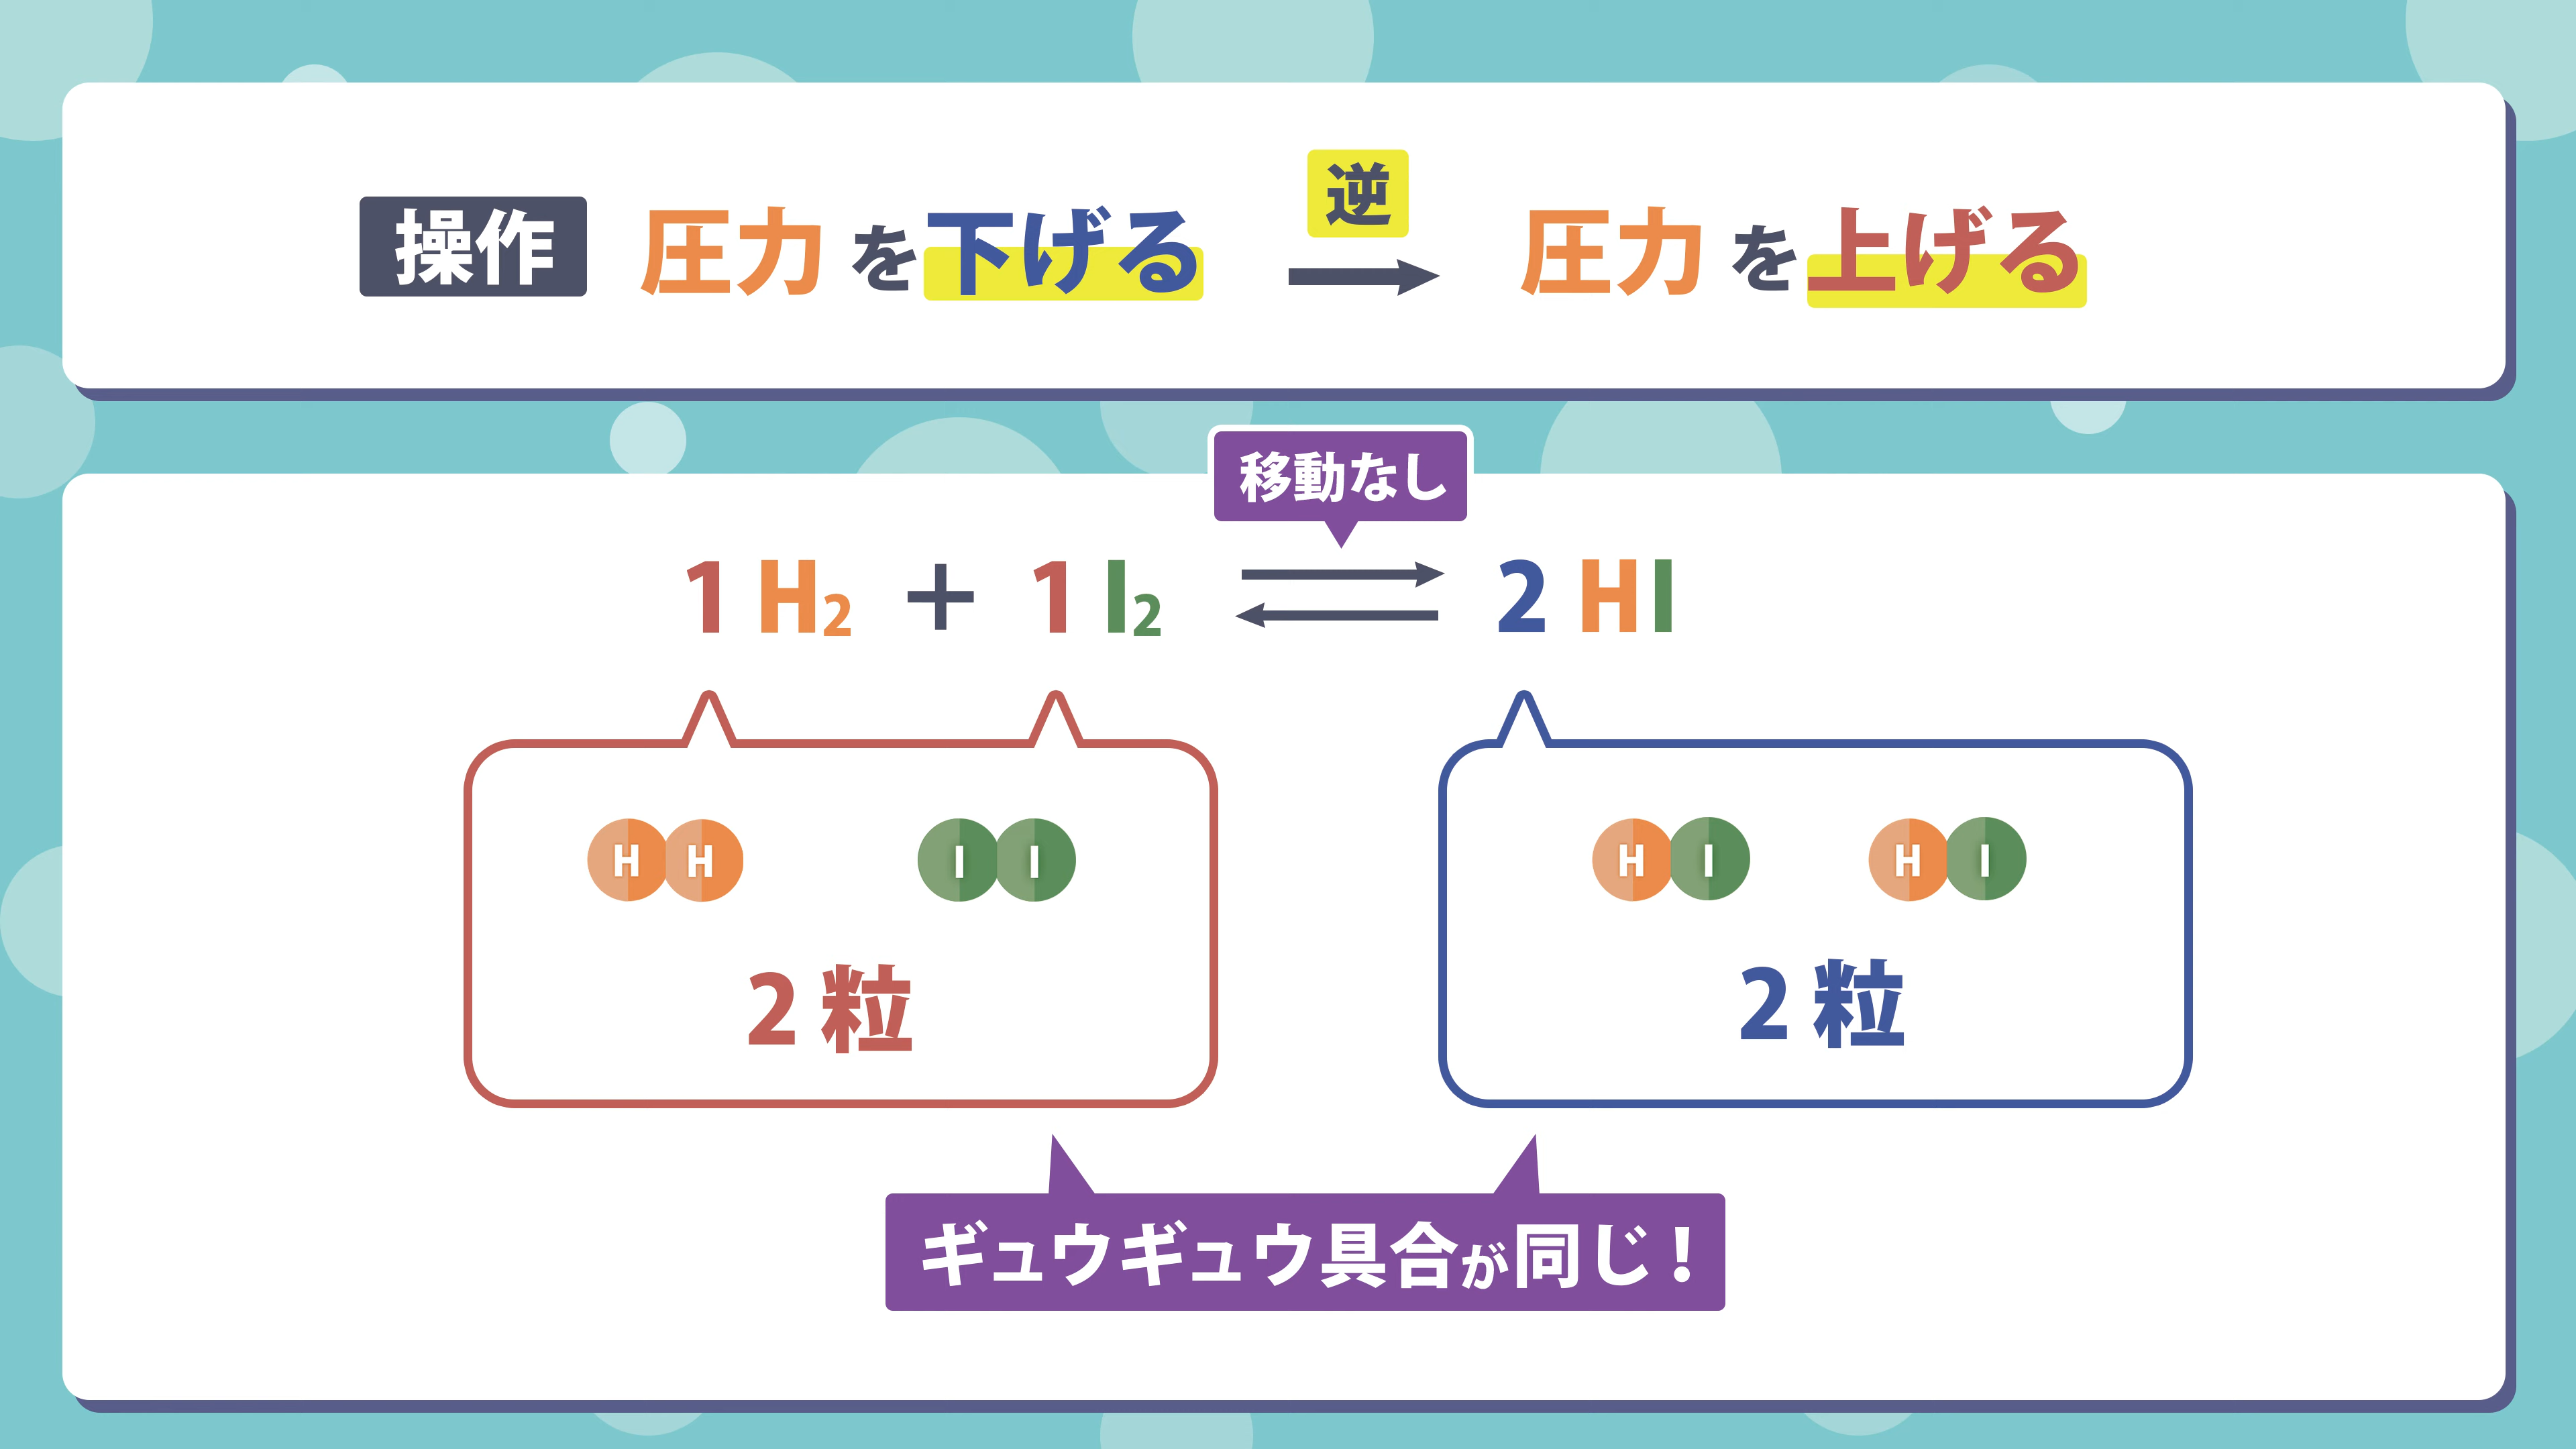 操作 圧力を下げる 逆 → 圧力を上げる
移動なし
1 H₂ + 1 I₂ ⇄ 2 HI
H H I I H I H I
2粒 2粒
ギュウギュウ具合が同じ!